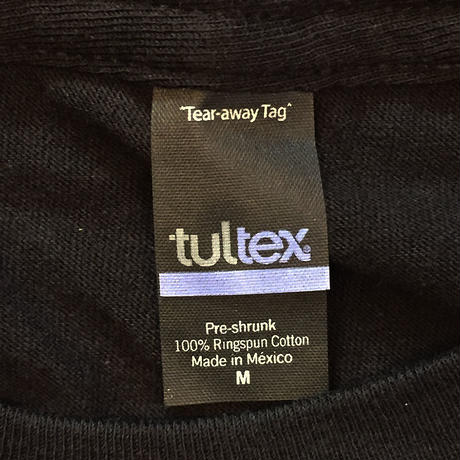 "Tear-away Tag"
tultex®
Pre-shrunk
100% Ringspun Cotton
Made in México
M